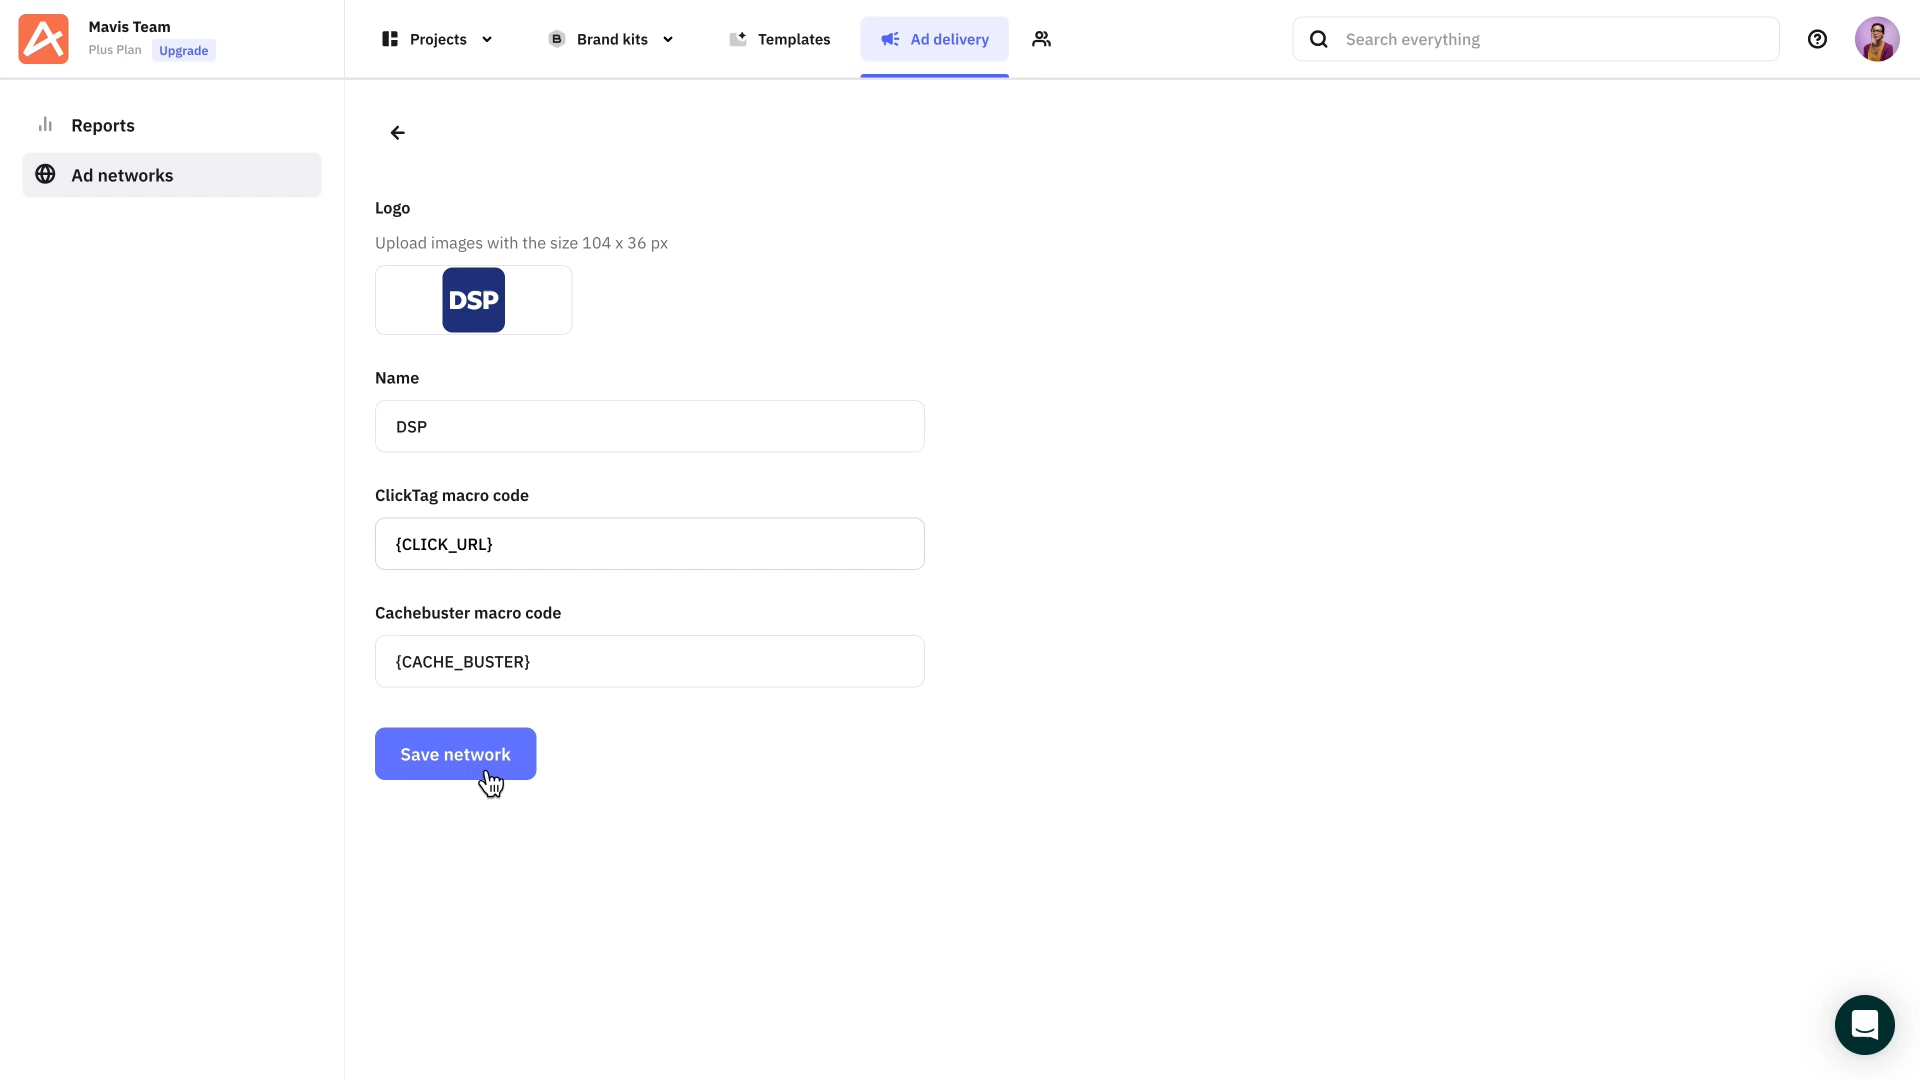 Mavis Team
Plus Plan Upgrade
Projects
B Brand kits
Templates
Ad delivery
Search everything
Reports
Ad networks
Logo
Upload images with the size 104 x 36 px
DSP
Name
DSP
ClickTag macro code
{CLICK_URL}
Cachebuster macro code
{CACHE_BUSTER}
Save network